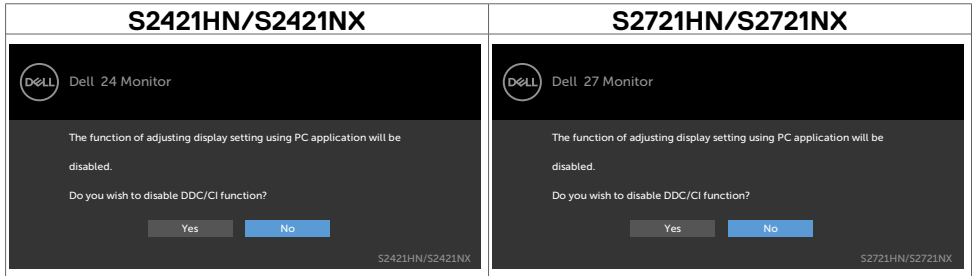 S2421HN/S2421NX
S2721HN/S2721NX
DELL
Dell 24 Monitor
The function of adjusting display setting using PC application will be
disabled.
Do you wish to disable DDC/CI function?
Yes
No
S2421HN/S2421NX
DELL
Dell 27 Monitor
The function of adjusting display setting using PC application will be
disabled.
Do you wish to disable DDC/CI function?
Yes
No
S2721HN/S2721NX